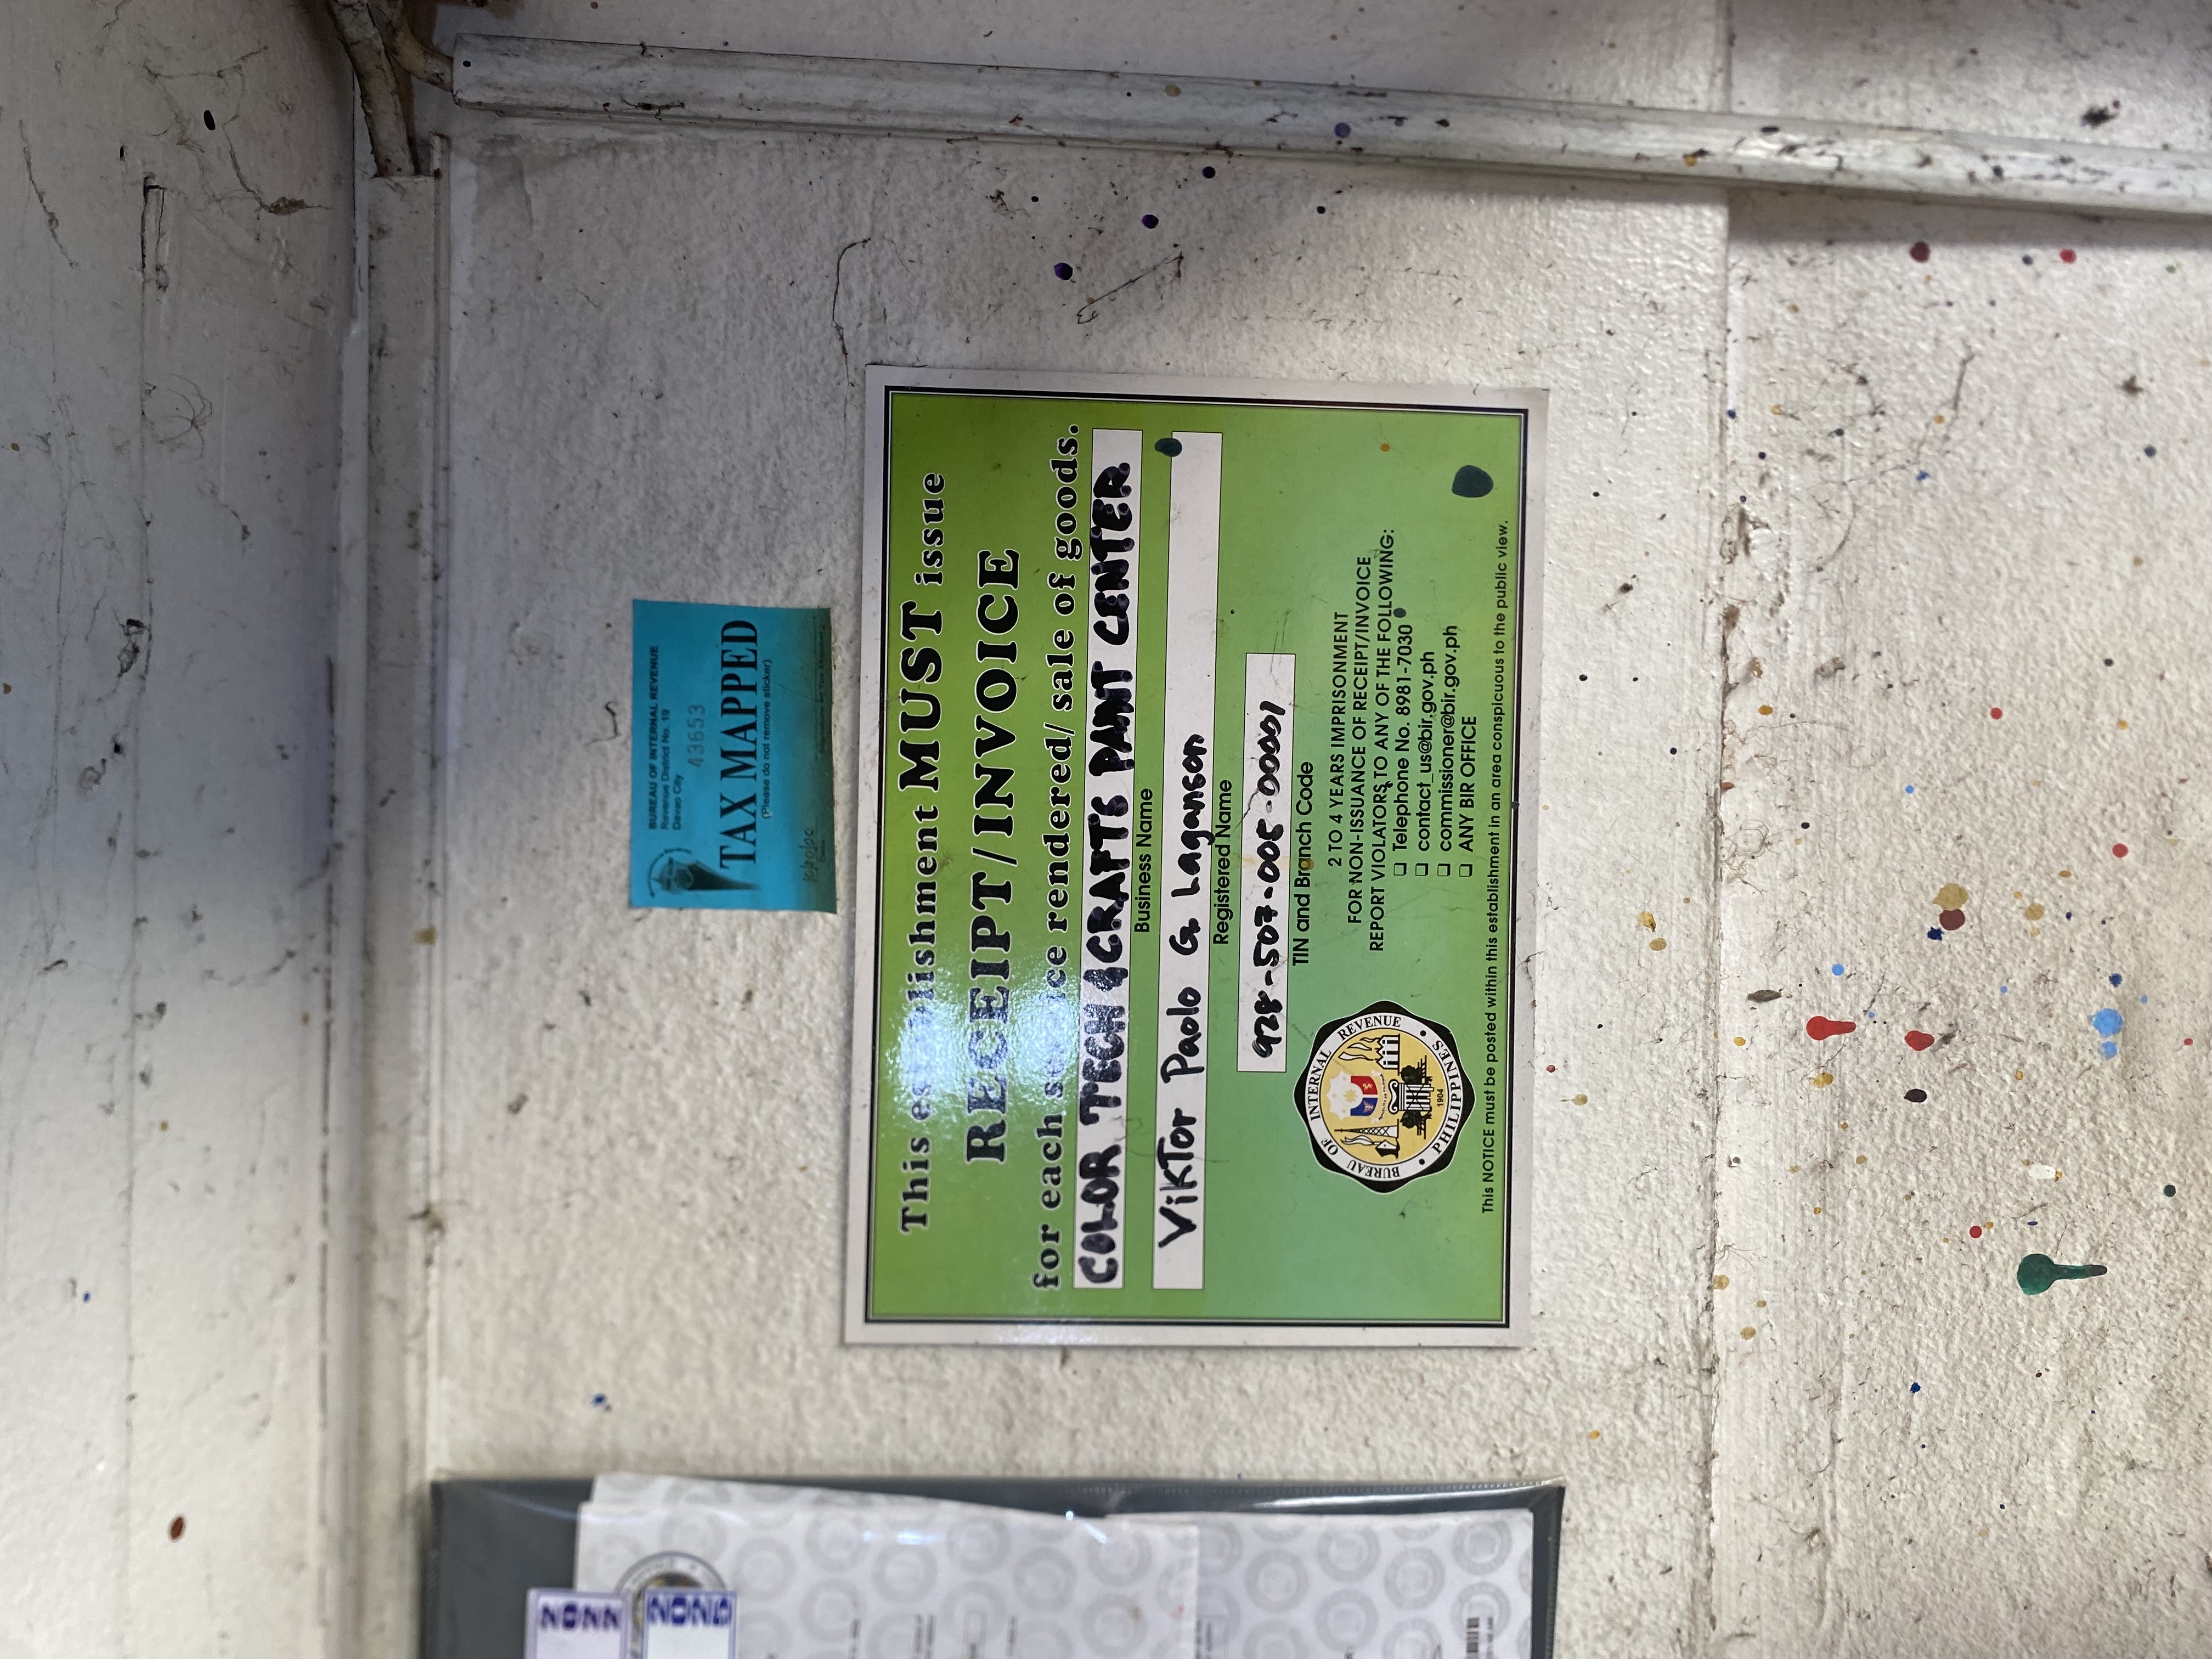 BUREAU OF INTERNAL REVENUE
Revenue District No. 19
Davao City
43653
TAX MAPPED
(Please do not remove sticker)
Date
This establishment MUST issue
RECEIPT/INVOICE
for each service rendered/ sale of goods.
COLOR TECH & CRAFTS PAINT CENTER
Business Name
VikTor Paolo G. Laganson
Registered Name
928-507-005-00001
TIN and Branch Code
2 TO 4 YEARS IMPRISONMENT
FOR NON-ISSUANCE OF RECEIPT/INVOICE
REPORT VIOLATORS TO ANY OF THE FOLLOWING:
❑ Telephone No. 8981-7030
❑ contact_us@bir.gov.ph
❑ commissioner@bir.gov.ph
❑ ANY BIR OFFICE
BUREAU OF INTERNAL REVENUE
PHILIPPINES
1904
This NOTICE must be posted within this establishment in an area conspicuous to the public view.